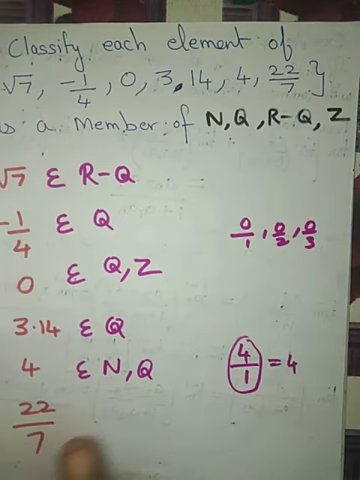 Classify each element of
√7, -1/4, 0, 3.14, 4, 22/7 }
as a Member of N, Q, R-Q, Z
√7 ε R-Q
-1/4 ε Q
0/1, 0/2, 0/3
0 ε Q, Z
3.14 ε Q
4 ε N, Q
4/1 = 4
22/7